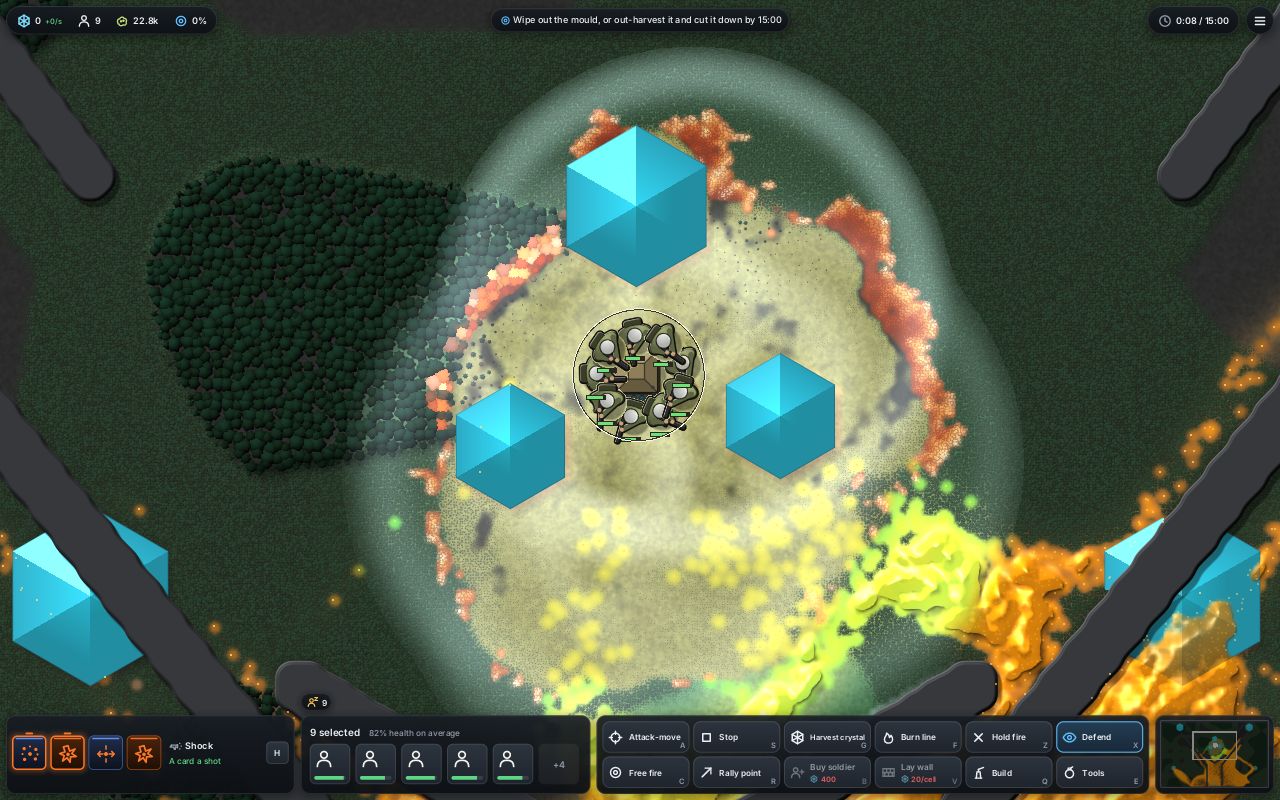 0 +0/s 9 22.8k 0%
Wipe out the mould, or out-harvest it and cut it down by 15:00
0:08 / 15:00
9
Shock
A card a shot
H
9 selected 82% health on average
+4
Attack-move A
Stop S
Harvest crystal G
Burn line F
Hold fire Z
Defend X
Free fire C
Rally point R
Buy soldier 400 B
Lay wall 20/cell V
Build Q
Tools E